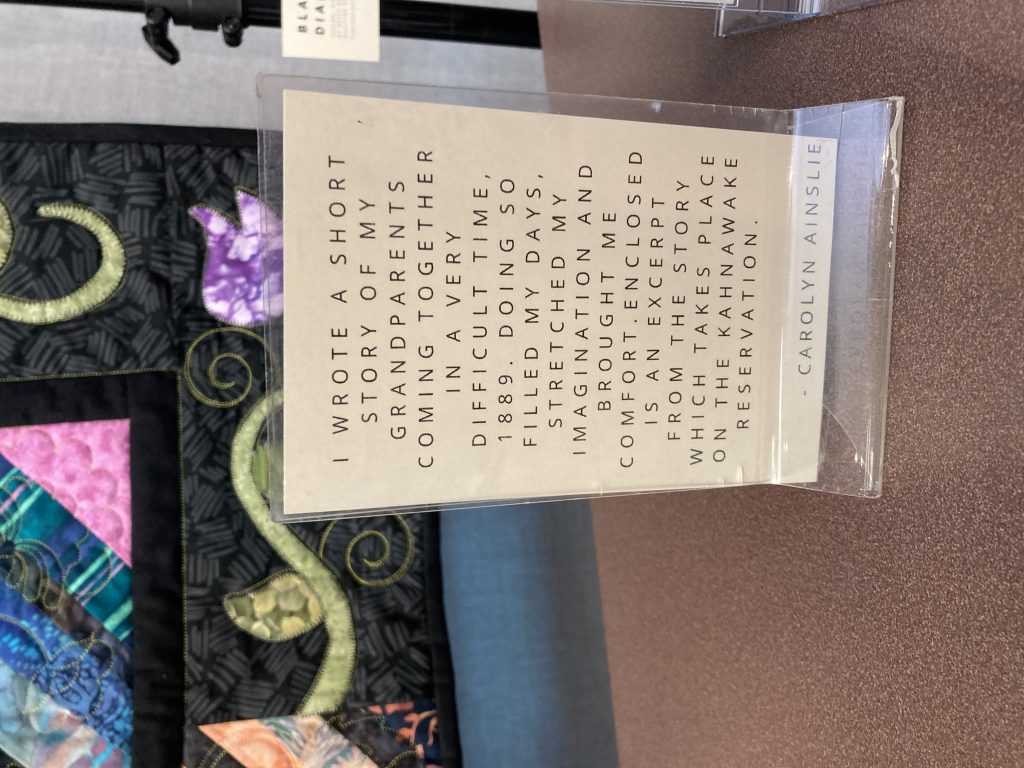 I WROTE A SHORT
STORY OF MY
GRANDPARENTS
COMING TOGETHER
IN A VERY
DIFFICULT TIME,
1889. DOING SO
FILLED MY DAYS,
STRETCHED MY
IMAGINATION AND
BROUGHT ME
COMFORT.ENCLOSED
IS AN EXCERPT
FROM THE STORY
WHICH TAKES PLACE
ON THE KAHNAWAKE
RESERVATION.
- CAROLYN AINSLIE
BLA
DIA